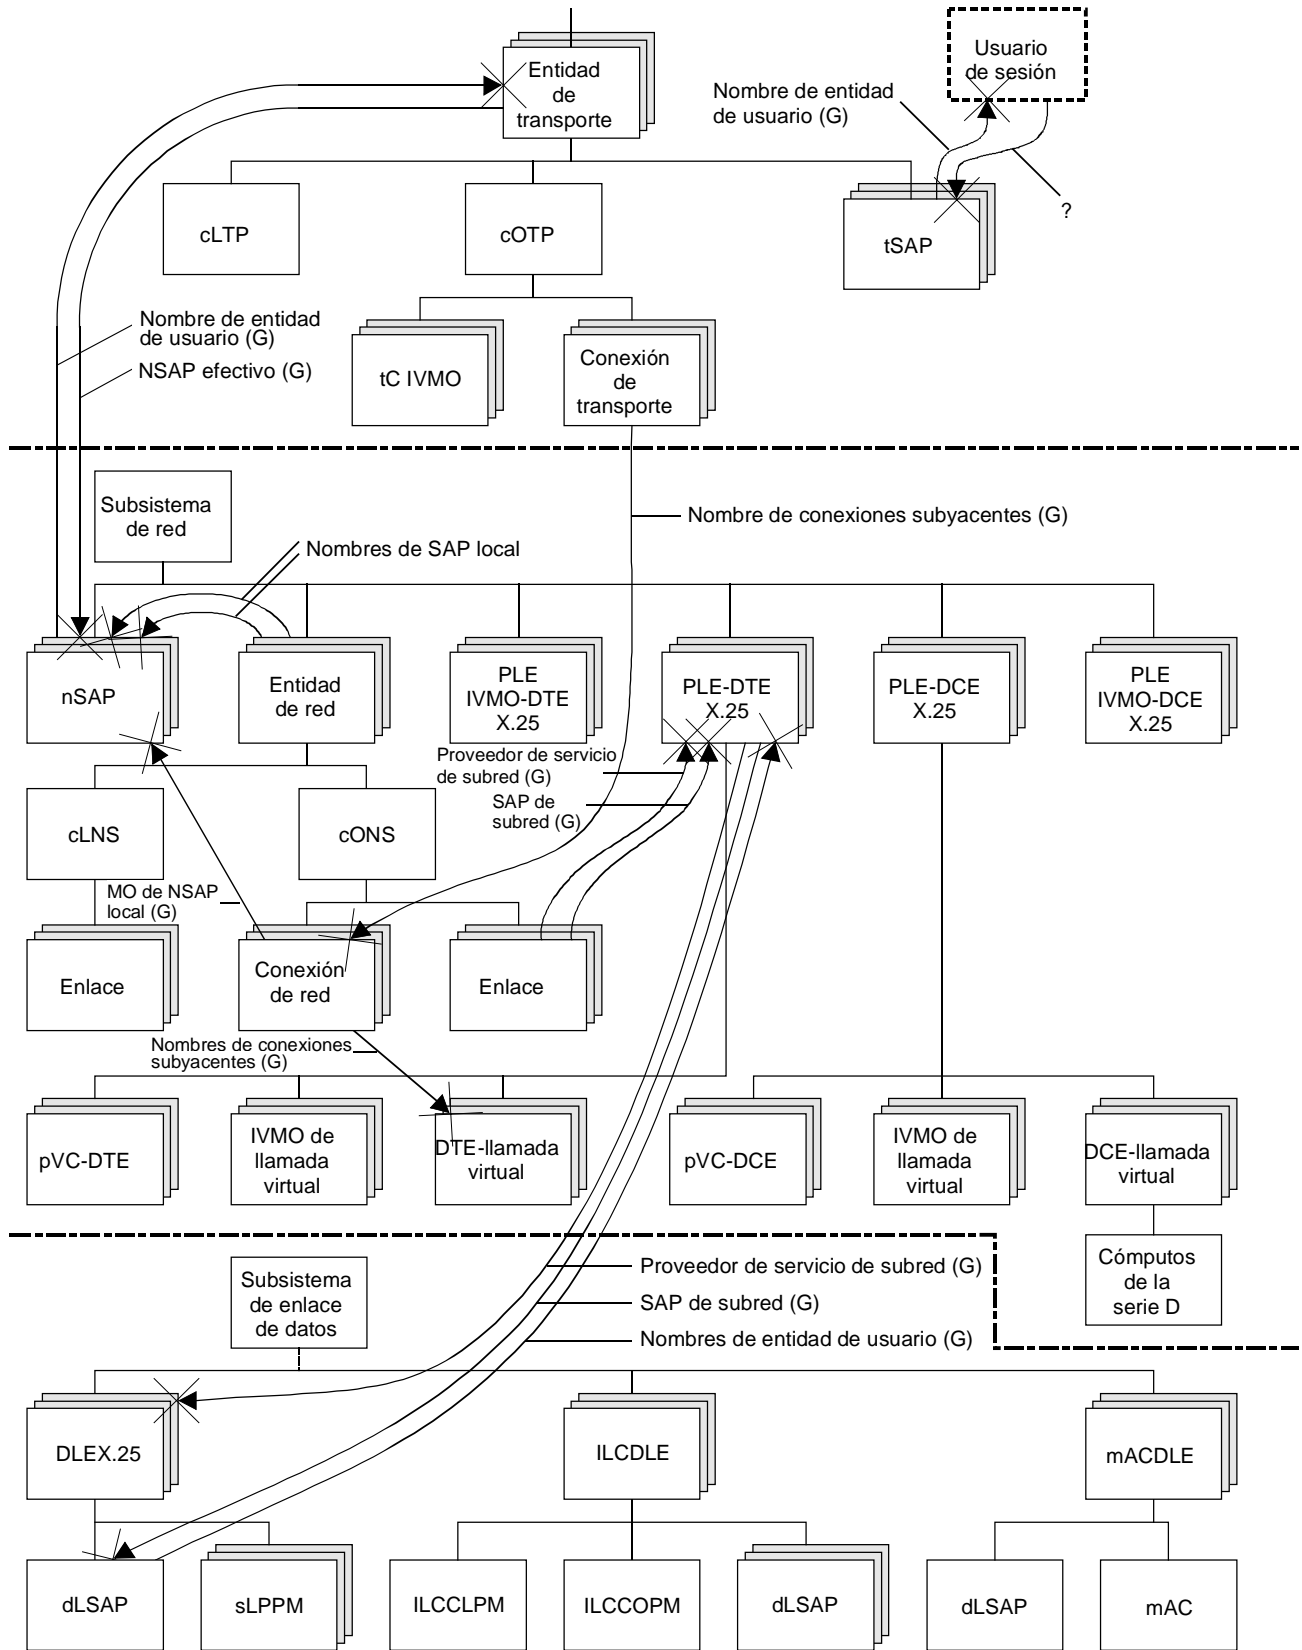 Entidad
de
transporte
Usuario
de sesión
Nombre de entidad
de usuario (G)
?
cLTP
cOTP
tSAP
Nombre de entidad
de usuario (G)
NSAP efectivo (G)
tC IVMO
Conexión
de
transporte
Subsistema
de red
Nombre de conexiones subyacentes (G)
Nombres de SAP local
nSAP
Entidad
de red
PLE
IVMO-DTE
X.25
PLE-DTE
X.25
PLE-DCE
X.25
PLE
IVMO-DCE
X.25
Proveedor de servicio
de subred (G)
SAP de
subred (G)
cLNS
cONS
MO de NSAP
local (G)
Enlace
Conexión
de red
Enlace
Nombres de conexiones
subyacentes (G)
pVC-DTE
IVMO de
llamada
virtual
DTE-llamada
virtual
pVC-DCE
IVMO de
llamada
virtual
DCE-llamada
virtual
Cómputos
de la
serie D
Subsistema
de enlace
de datos
Proveedor de servicio de subred (G)
SAP de subred (G)
Nombres de entidad de usuario (G)
DLEX.25
lLCDLE
mACDLE
dLSAP
sLPPM
lLCCLPM
lLCCOPM
dLSAP
dLSAP
mAC